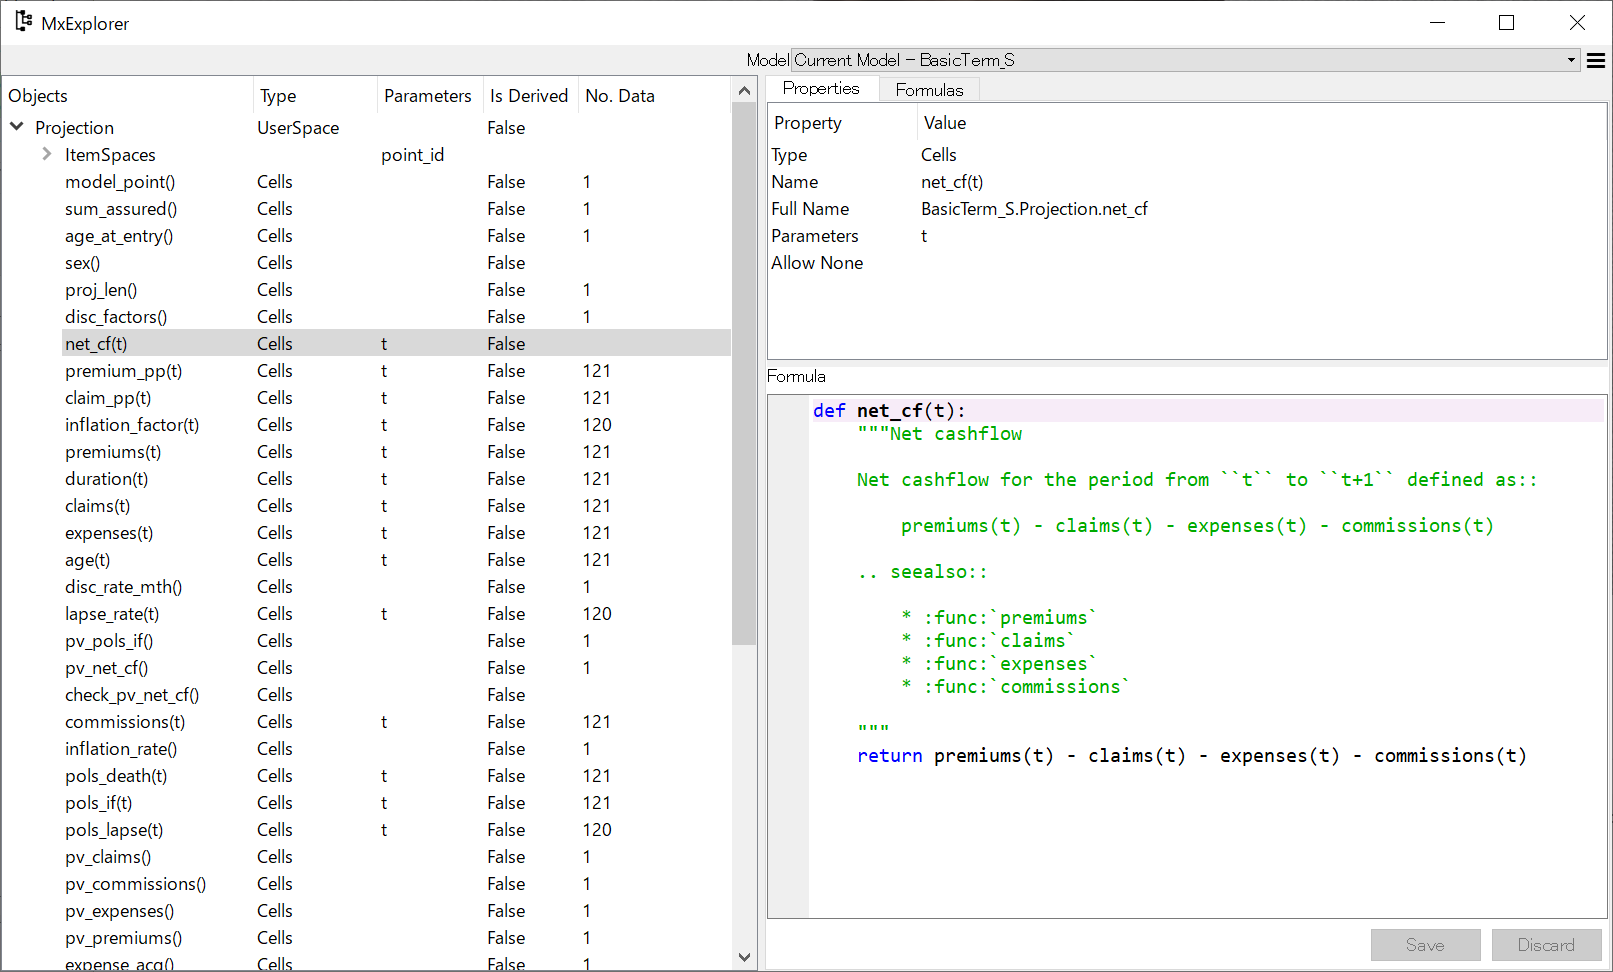 MxExplorer
Model Current Model - BasicTerm_S
Objects Type Parameters Is Derived No. Data
Projection UserSpace False
ItemSpaces point_id
model_point() Cells False 1
sum_assured() Cells False 1
age_at_entry() Cells False 1
sex() Cells False
proj_len() Cells False 1
disc_factors() Cells False 1
net_cf(t) Cells t False
premium_pp(t) Cells t False 121
claim_pp(t) Cells t False 121
inflation_factor(t) Cells t False 120
premiums(t) Cells t False 121
duration(t) Cells t False 121
claims(t) Cells t False 121
expenses(t) Cells t False 121
age(t) Cells t False 121
disc_rate_mth() Cells False 1
lapse_rate(t) Cells t False 120
pv_pols_if() Cells False 1
pv_net_cf() Cells False 1
check_pv_net_cf() Cells False
commissions(t) Cells t False 121
inflation_rate() Cells False 1
pols_death(t) Cells t False 121
pols_if(t) Cells t False 121
pols_lapse(t) Cells t False 120
pv_claims() Cells False 1
pv_commissions() Cells False 1
pv_expenses() Cells False 1
pv_premiums() Cells False 1
expense_acq() Cells False 1
Properties Formulas
Property Value
Type Cells
Name net_cf(t)
Full Name BasicTerm_S.Projection.net_cf
Parameters t
Allow None
Formula
def net_cf(t):
"""Net cashflow
Net cashflow for the period from ``t`` to ``t+1`` defined as::
premiums(t) - claims(t) - expenses(t) - commissions(t)
.. seealso::
* :func:`premiums`
* :func:`claims`
* :func:`expenses`
* :func:`commissions`
"""
return premiums(t) - claims(t) - expenses(t) - commissions(t)
Save Discard